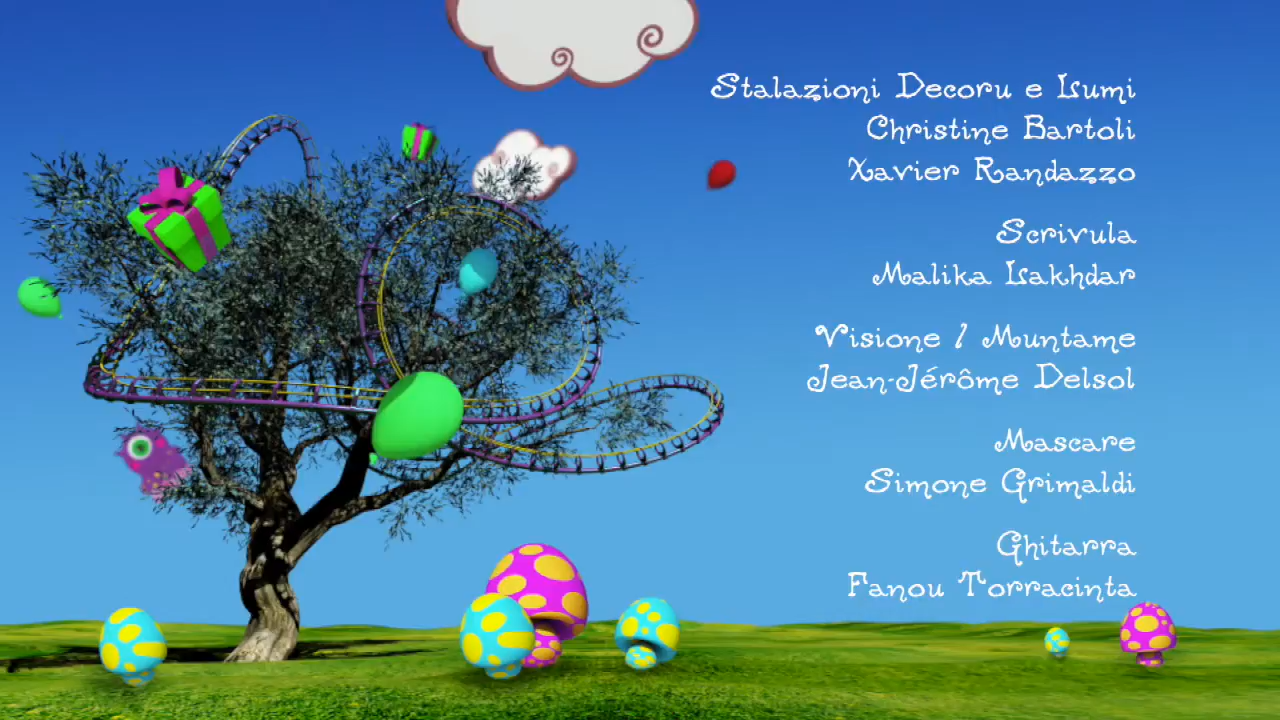 Stalazioni Decoru e Lumi
Christine Bartoli
Xavier Randazzo
Scrivula
Malika Lakhdar
Visione / Muntame
Jean-Jérôme Delsol
Mascare
Simone Grimaldi
Ghitarra
Fanou Torracinta